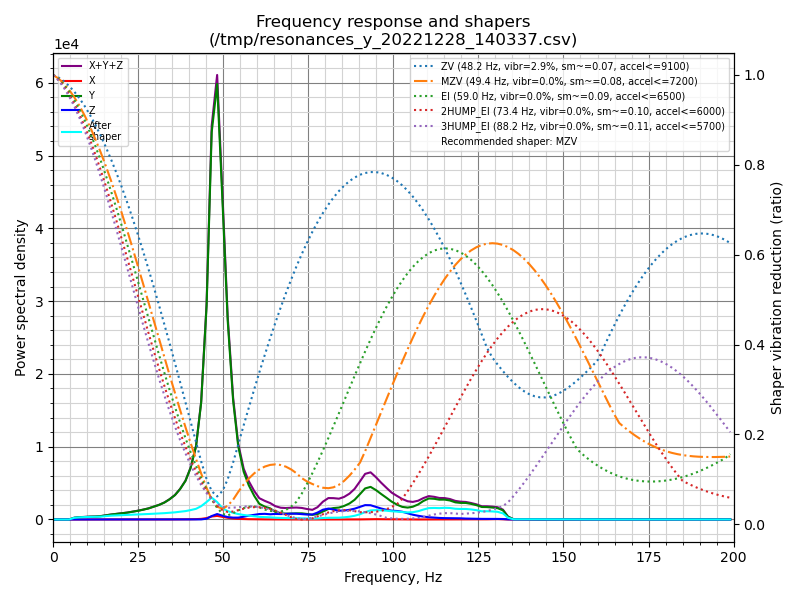 Frequency response and shapers
(/tmp/resonances_y_20221228_140337.csv)
1e4
X+Y+Z
X
Y
Z
After
shaper
ZV (48.2 Hz, vibr=2.9%, sm~=0.07, accel<=9100)
MZV (49.4 Hz, vibr=0.0%, sm~=0.08, accel<=7200)
EI (59.0 Hz, vibr=0.0%, sm~=0.09, accel<=6500)
2HUMP_EI (73.4 Hz, vibr=0.0%, sm~=0.10, accel<=6000)
3HUMP_EI (88.2 Hz, vibr=0.0%, sm~=0.11, accel<=5700)
Recommended shaper: MZV
6
5
4
3
2
1
0
Power spectral density
1.0
0.8
0.6
0.4
0.2
0.0
Shaper vibration reduction (ratio)
0 25 50 75 100 125 150 175 200
Frequency, Hz